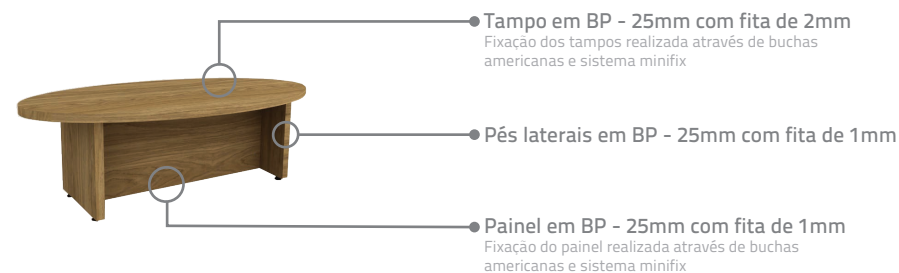 Tampo em BP - 25mm com fita de 2mm
Fixação dos tampos realizada através de buchas
americanas e sistema minifix
Pés laterais em BP - 25mm com fita de 1mm
Painel em BP - 25mm com fita de 1mm
Fixação do painel realizada através de buchas
americanas e sistema minifix